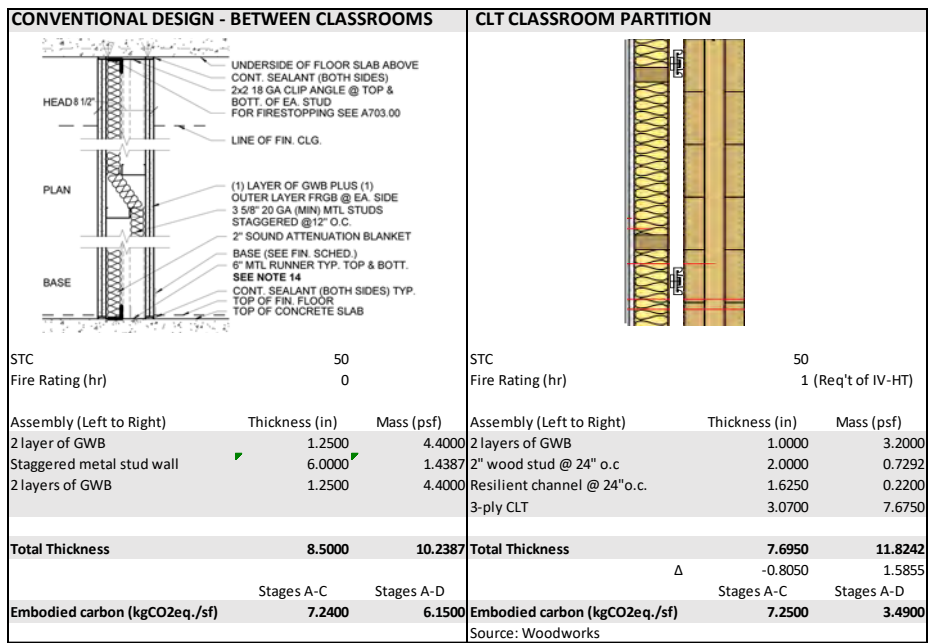 CONVENTIONAL DESIGN - BETWEEN CLASSROOMS
UNDERSIDE OF FLOOR SLAB ABOVE
CONT. SEALANT (BOTH SIDES)
2x2 18 GA CLIP ANGLE @ TOP &
BOTT. OF EA. STUD
FOR FIRESTOPPING SEE A703.00
HEAD 8 1/2"
LINE OF FIN. CLG.
PLAN
(1) LAYER OF GWB PLUS (1)
OUTER LAYER FRGB @ EA. SIDE
3 5/8" 20 GA (MIN) MTL STUDS
STAGGERED @12" O.C.
2" SOUND ATTENUATION BLANKET
BASE (SEE FIN. SCHED.)
6" MTL RUNNER TYP. TOP & BOTT.
SEE NOTE 14
BASE
CONT. SEALANT (BOTH SIDES) TYP.
TOP OF FIN. FLOOR
TOP OF CONCRETE SLAB
STC 50
Fire Rating (hr) 0
Assembly (Left to Right) Thickness (in) Mass (psf)
2 layer of GWB 1.2500 4.4000
Staggered metal stud wall 6.0000 1.4387
2 layers of GWB 1.2500 4.4000
Total Thickness 8.5000 10.2387
Stages A-C Stages A-D
Embodied carbon (kgCO2eq./sf) 7.2400 6.1500
CLT CLASSROOM PARTITION
STC 50
Fire Rating (hr) 1 (Req't of IV-HT)
Assembly (Left to Right) Thickness (in) Mass (psf)
2 layers of GWB 1.0000 3.2000
2" wood stud @ 24" o.c 2.0000 0.7292
Resilient channel @ 24"o.c. 1.6250 0.2200
3-ply CLT 3.0700 7.6750
Total Thickness 7.6950 11.8242
Δ -0.8050 1.5855
Stages A-C Stages A-D
Embodied carbon (kgCO2eq./sf) 7.2500 3.4900
Source: Woodworks